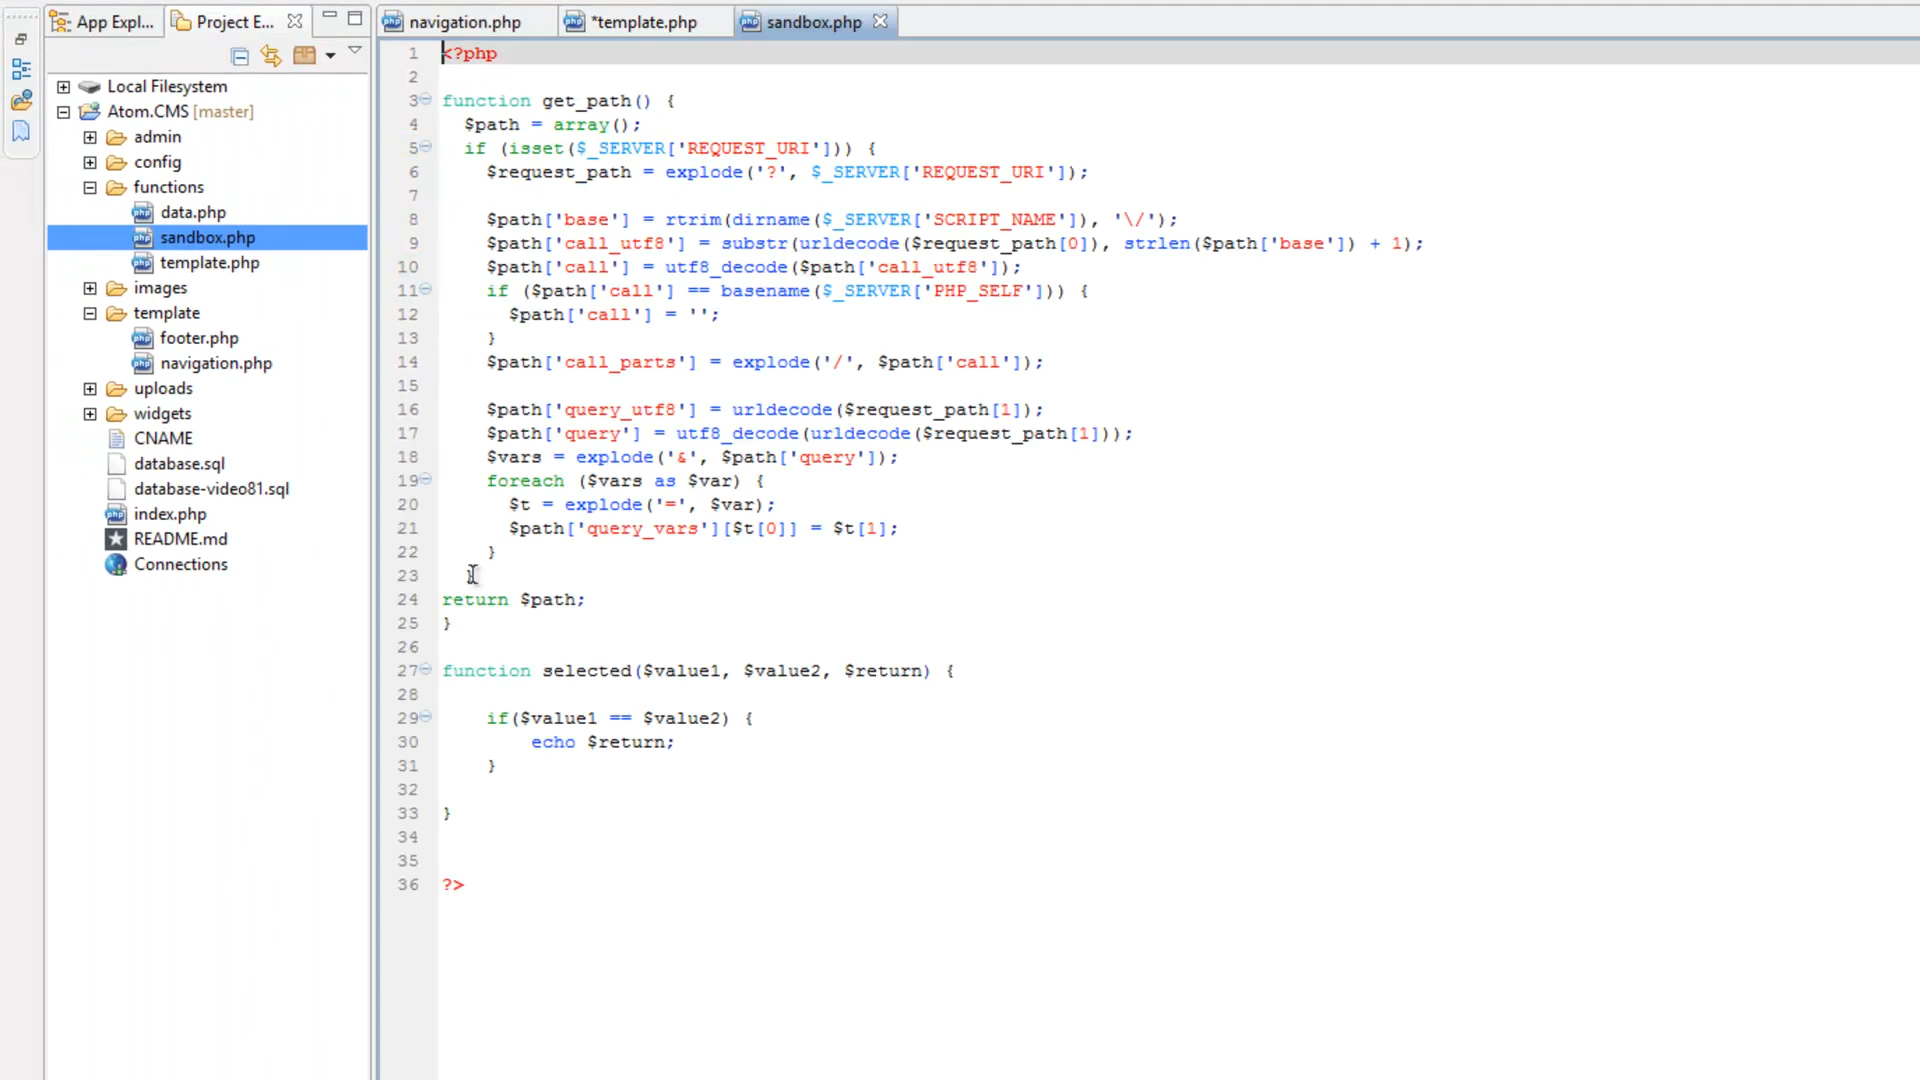 App Expl...
Project E...
navigation.php
*template.php
sandbox.php
Local Filesystem
Atom.CMS [master]
admin
config
functions
data.php
sandbox.php
template.php
images
template
footer.php
navigation.php
uploads
widgets
CNAME
database.sql
database-video81.sql
index.php
README.md
Connections
1 <?php
2
3 function get_path() {
4 $path = array();
5 if (isset($_SERVER['REQUEST_URI'])) {
6 $request_path = explode('?', $_SERVER['REQUEST_URI']);
7
8 $path['base'] = rtrim(dirname($_SERVER['SCRIPT_NAME']), '\/');
9 $path['call_utf8'] = substr(urldecode($request_path[0]), strlen($path['base']) + 1);
10 $path['call'] = utf8_decode($path['call_utf8']);
11 if ($path['call'] == basename($_SERVER['PHP_SELF'])) {
12 $path['call'] = '';
13 }
14 $path['call_parts'] = explode('/', $path['call']);
15
16 $path['query_utf8'] = urldecode($request_path[1]);
17 $path['query'] = utf8_decode(urldecode($request_path[1]));
18 $vars = explode('&', $path['query']);
19 foreach ($vars as $var) {
20 $t = explode('=', $var);
21 $path['query_vars'][$t[0]] = $t[1];
22 }
23 }
24 return $path;
25 }
26
27 function selected($value1, $value2, $return) {
28
29 if($value1 == $value2) {
30 echo $return;
31 }
32
33 }
34
35
36 ?>